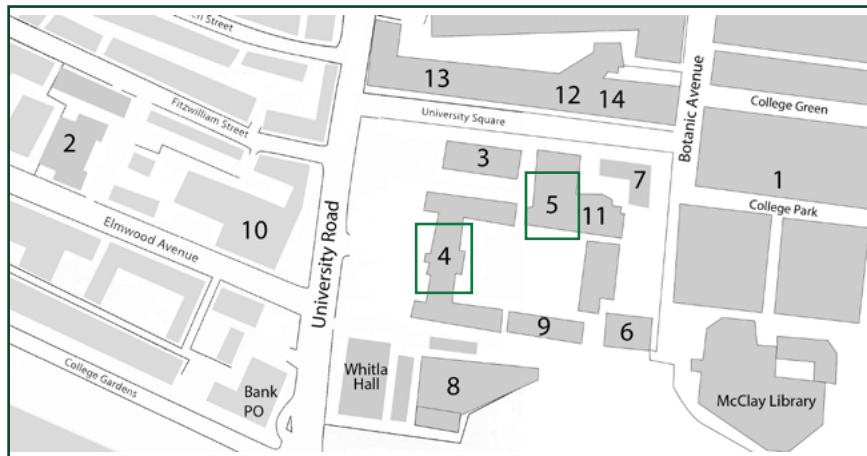 Fitzwilliam Street
13
12
14
University Square
Botanic Avenue
College Green
2
3
7
1
5
11
College Park
10
Elmwood Avenue
University Road
4
9
6
College Gardens
Bank
PO
Whitla
Hall
8
McClay Library